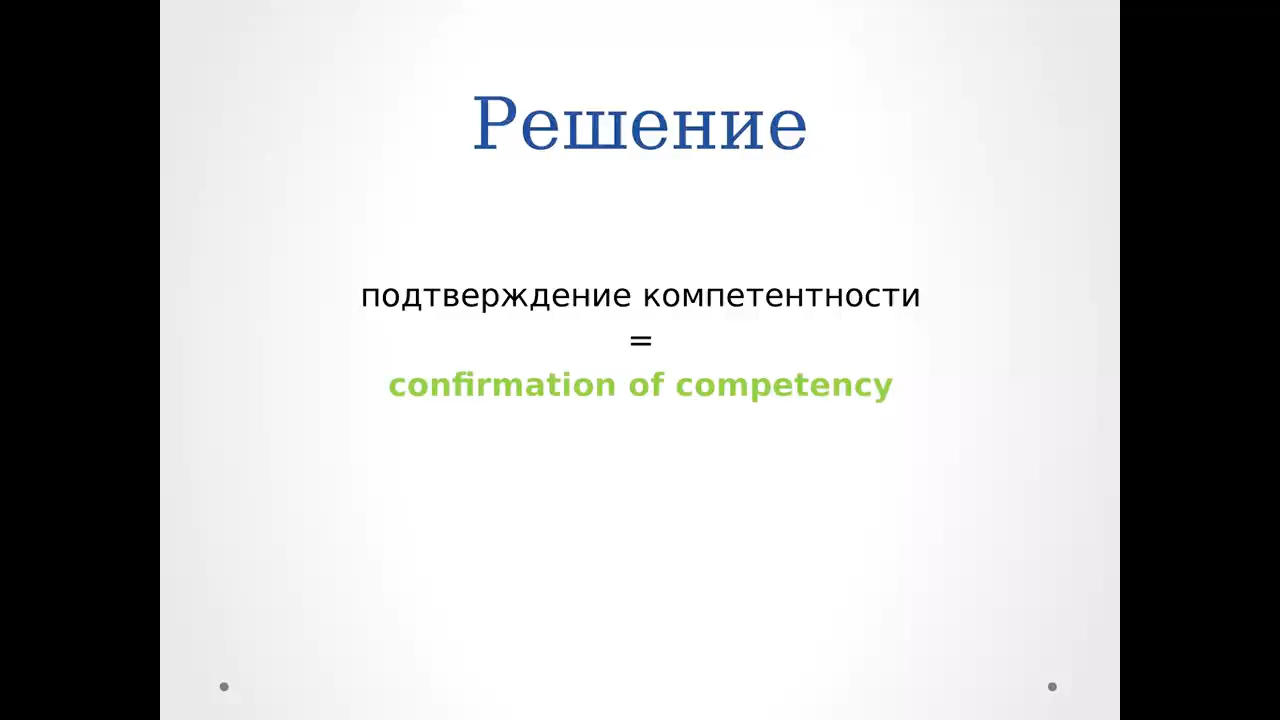 Решение
подтверждение компетентности
=
confirmation of competency